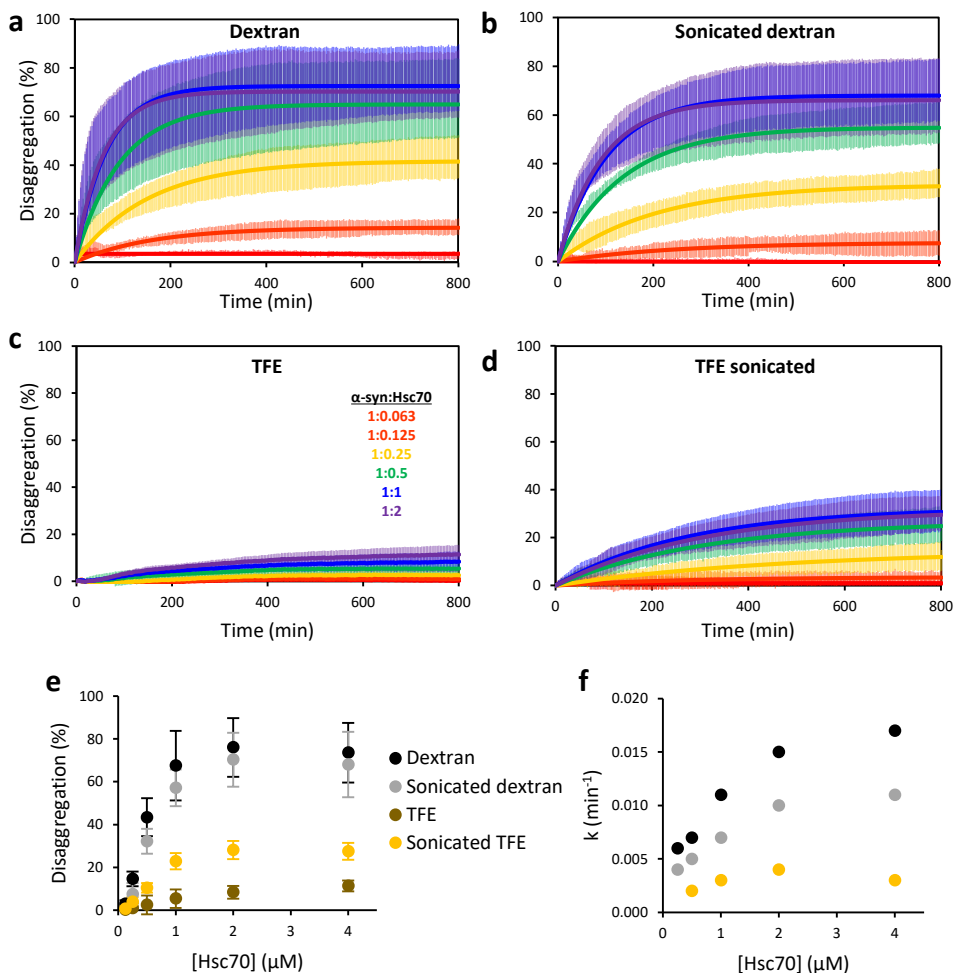 a
Dextran
Disaggregation (%)
100
80
60
40
20
0
0
200
400
600
800
Time (min)
b
Sonicated dextran
100
80
60
40
20
0
0
200
400
600
800
Time (min)
c
TFE
Disaggregation (%)
100
80
60
40
20
0
α-syn:Hsc70
1:0.063
1:0.125
1:0.25
1:0.5
1:1
1:2
0
200
400
600
800
Time (min)
d
TFE sonicated
100
80
60
40
20
0
0
200
400
600
800
Time (min)
e
Disaggregation (%)
100
80
60
40
20
0
0
1
2
3
4
[Hsc70] (µM)
Dextran
Sonicated dextran
TFE
Sonicated TFE
f
k (min⁻¹)
0.020
0.015
0.010
0.005
0.000
0
1
2
3
4
[Hsc70] (µM)